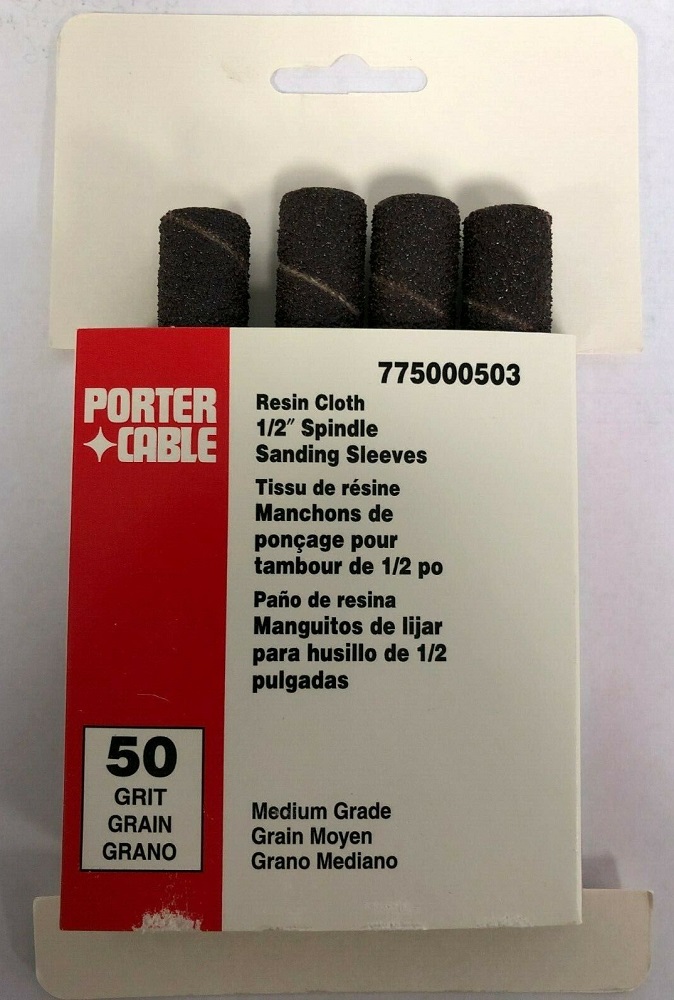 775000503
PORTER
CABLE
Resin Cloth
1/2″ Spindle
Sanding Sleeves
Tissu de résine
Manchons de
ponçage pour
tambour de 1/2 po
Paño de resina
Manguitos de lijar
para husillo de 1/2
pulgadas
50
GRIT
GRAIN
GRANO
Medium Grade
Grain Moyen
Grano Mediano